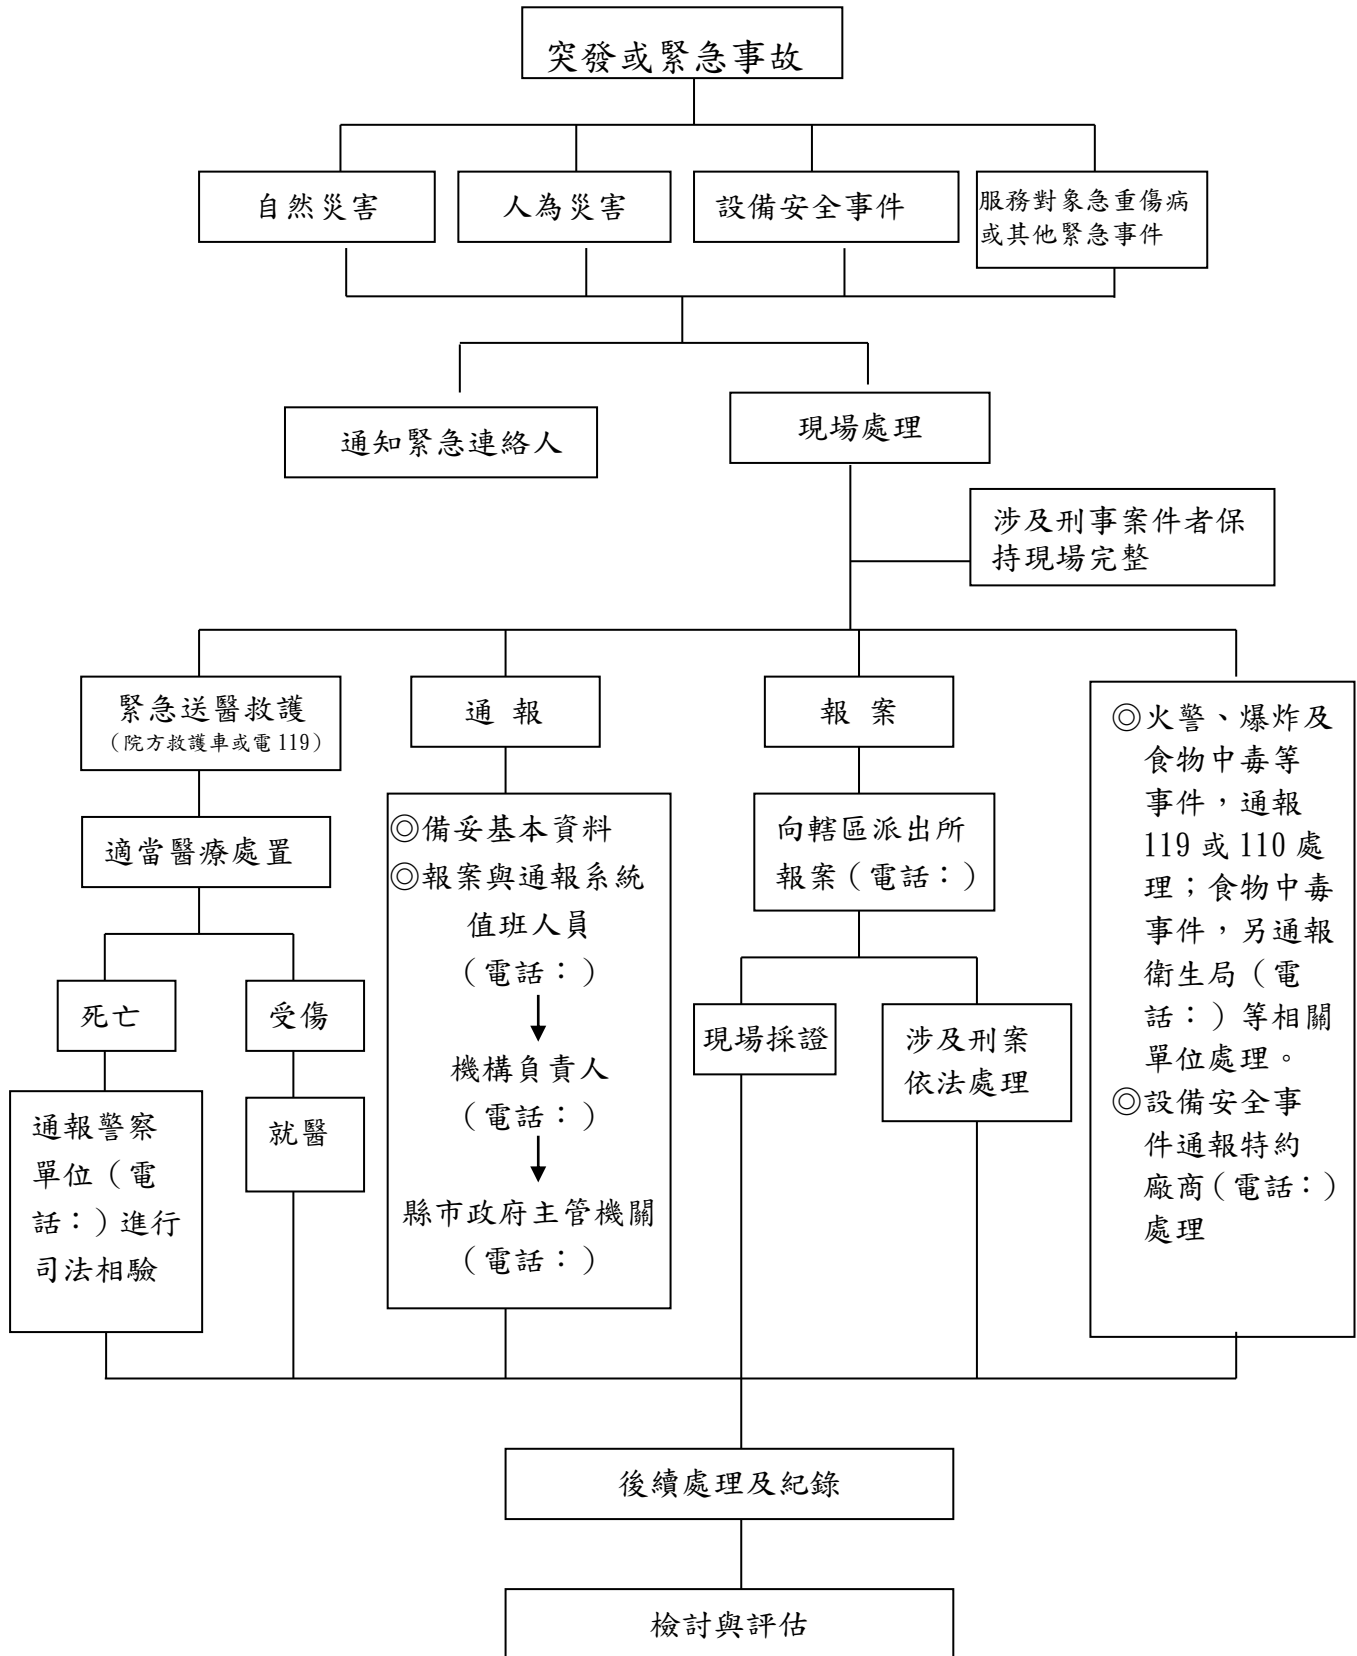 突發或緊急事故
自然災害
人為災害
設備安全事件
服務對象急重傷病
或其他緊急事件
通知緊急連絡人
現場處理
涉及刑事案件者保
持現場完整
緊急送醫救護
（院方救護車或電119）
通 報
報 案
◎火警、爆炸及
食物中毒等
事件，通報
119 或 110 處
理；食物中毒
事件，另通報
衛生局（電
話：）等相關
單位處理。
◎設備安全事
件通報特約
廠商（電話：）
處理
適當醫療處置
◎備妥基本資料
◎報案與通報系統
值班人員
（電話：）
機構負責人
（電話：）
縣市政府主管機關
（電話：）
向轄區派出所
報案（電話：）
死亡
受傷
現場採證
涉及刑案
依法處理
通報警察
單位（電
話：）進行
司法相驗
就醫
後續處理及紀錄
檢討與評估